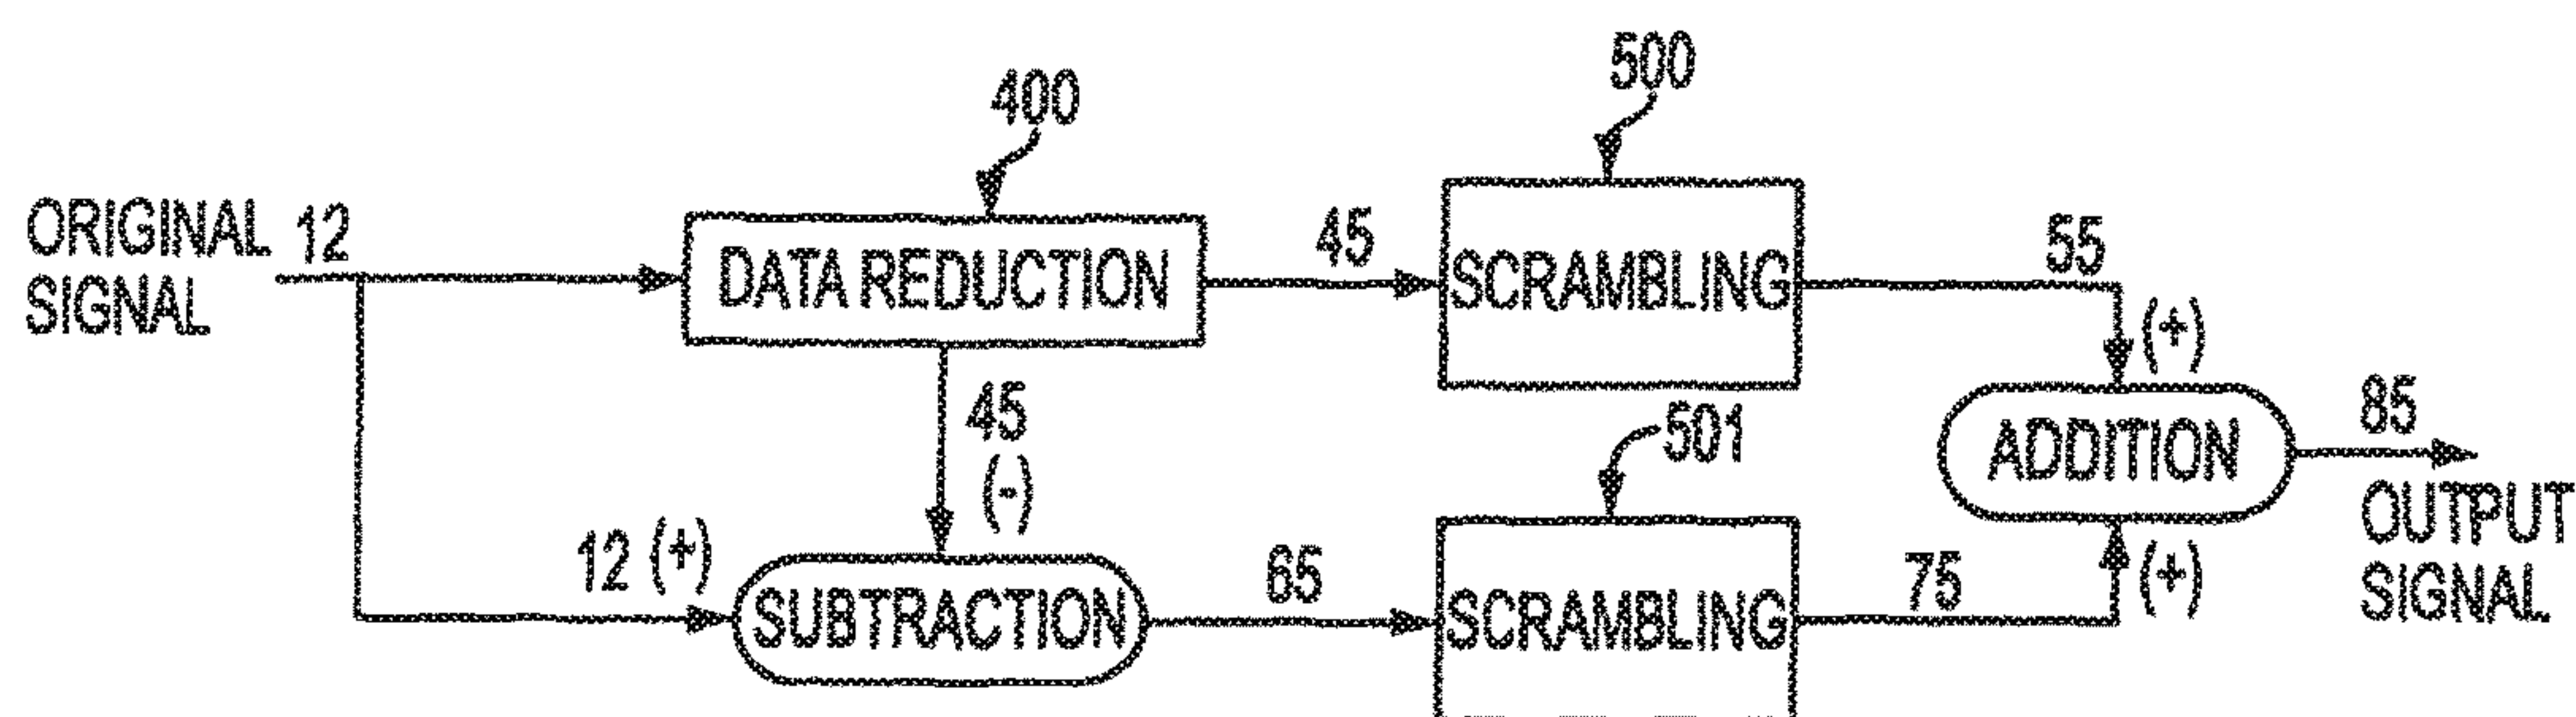 500
400
ORIGINAL 12
SIGNAL
DATA REDUCTION
45
SCRAMBLING
55
(+)
45
(-)
501
ADDITION
85
OUTPUT
SIGNAL
12 (+)
SUBTRACTION
65
SCRAMBLING
75
(+)